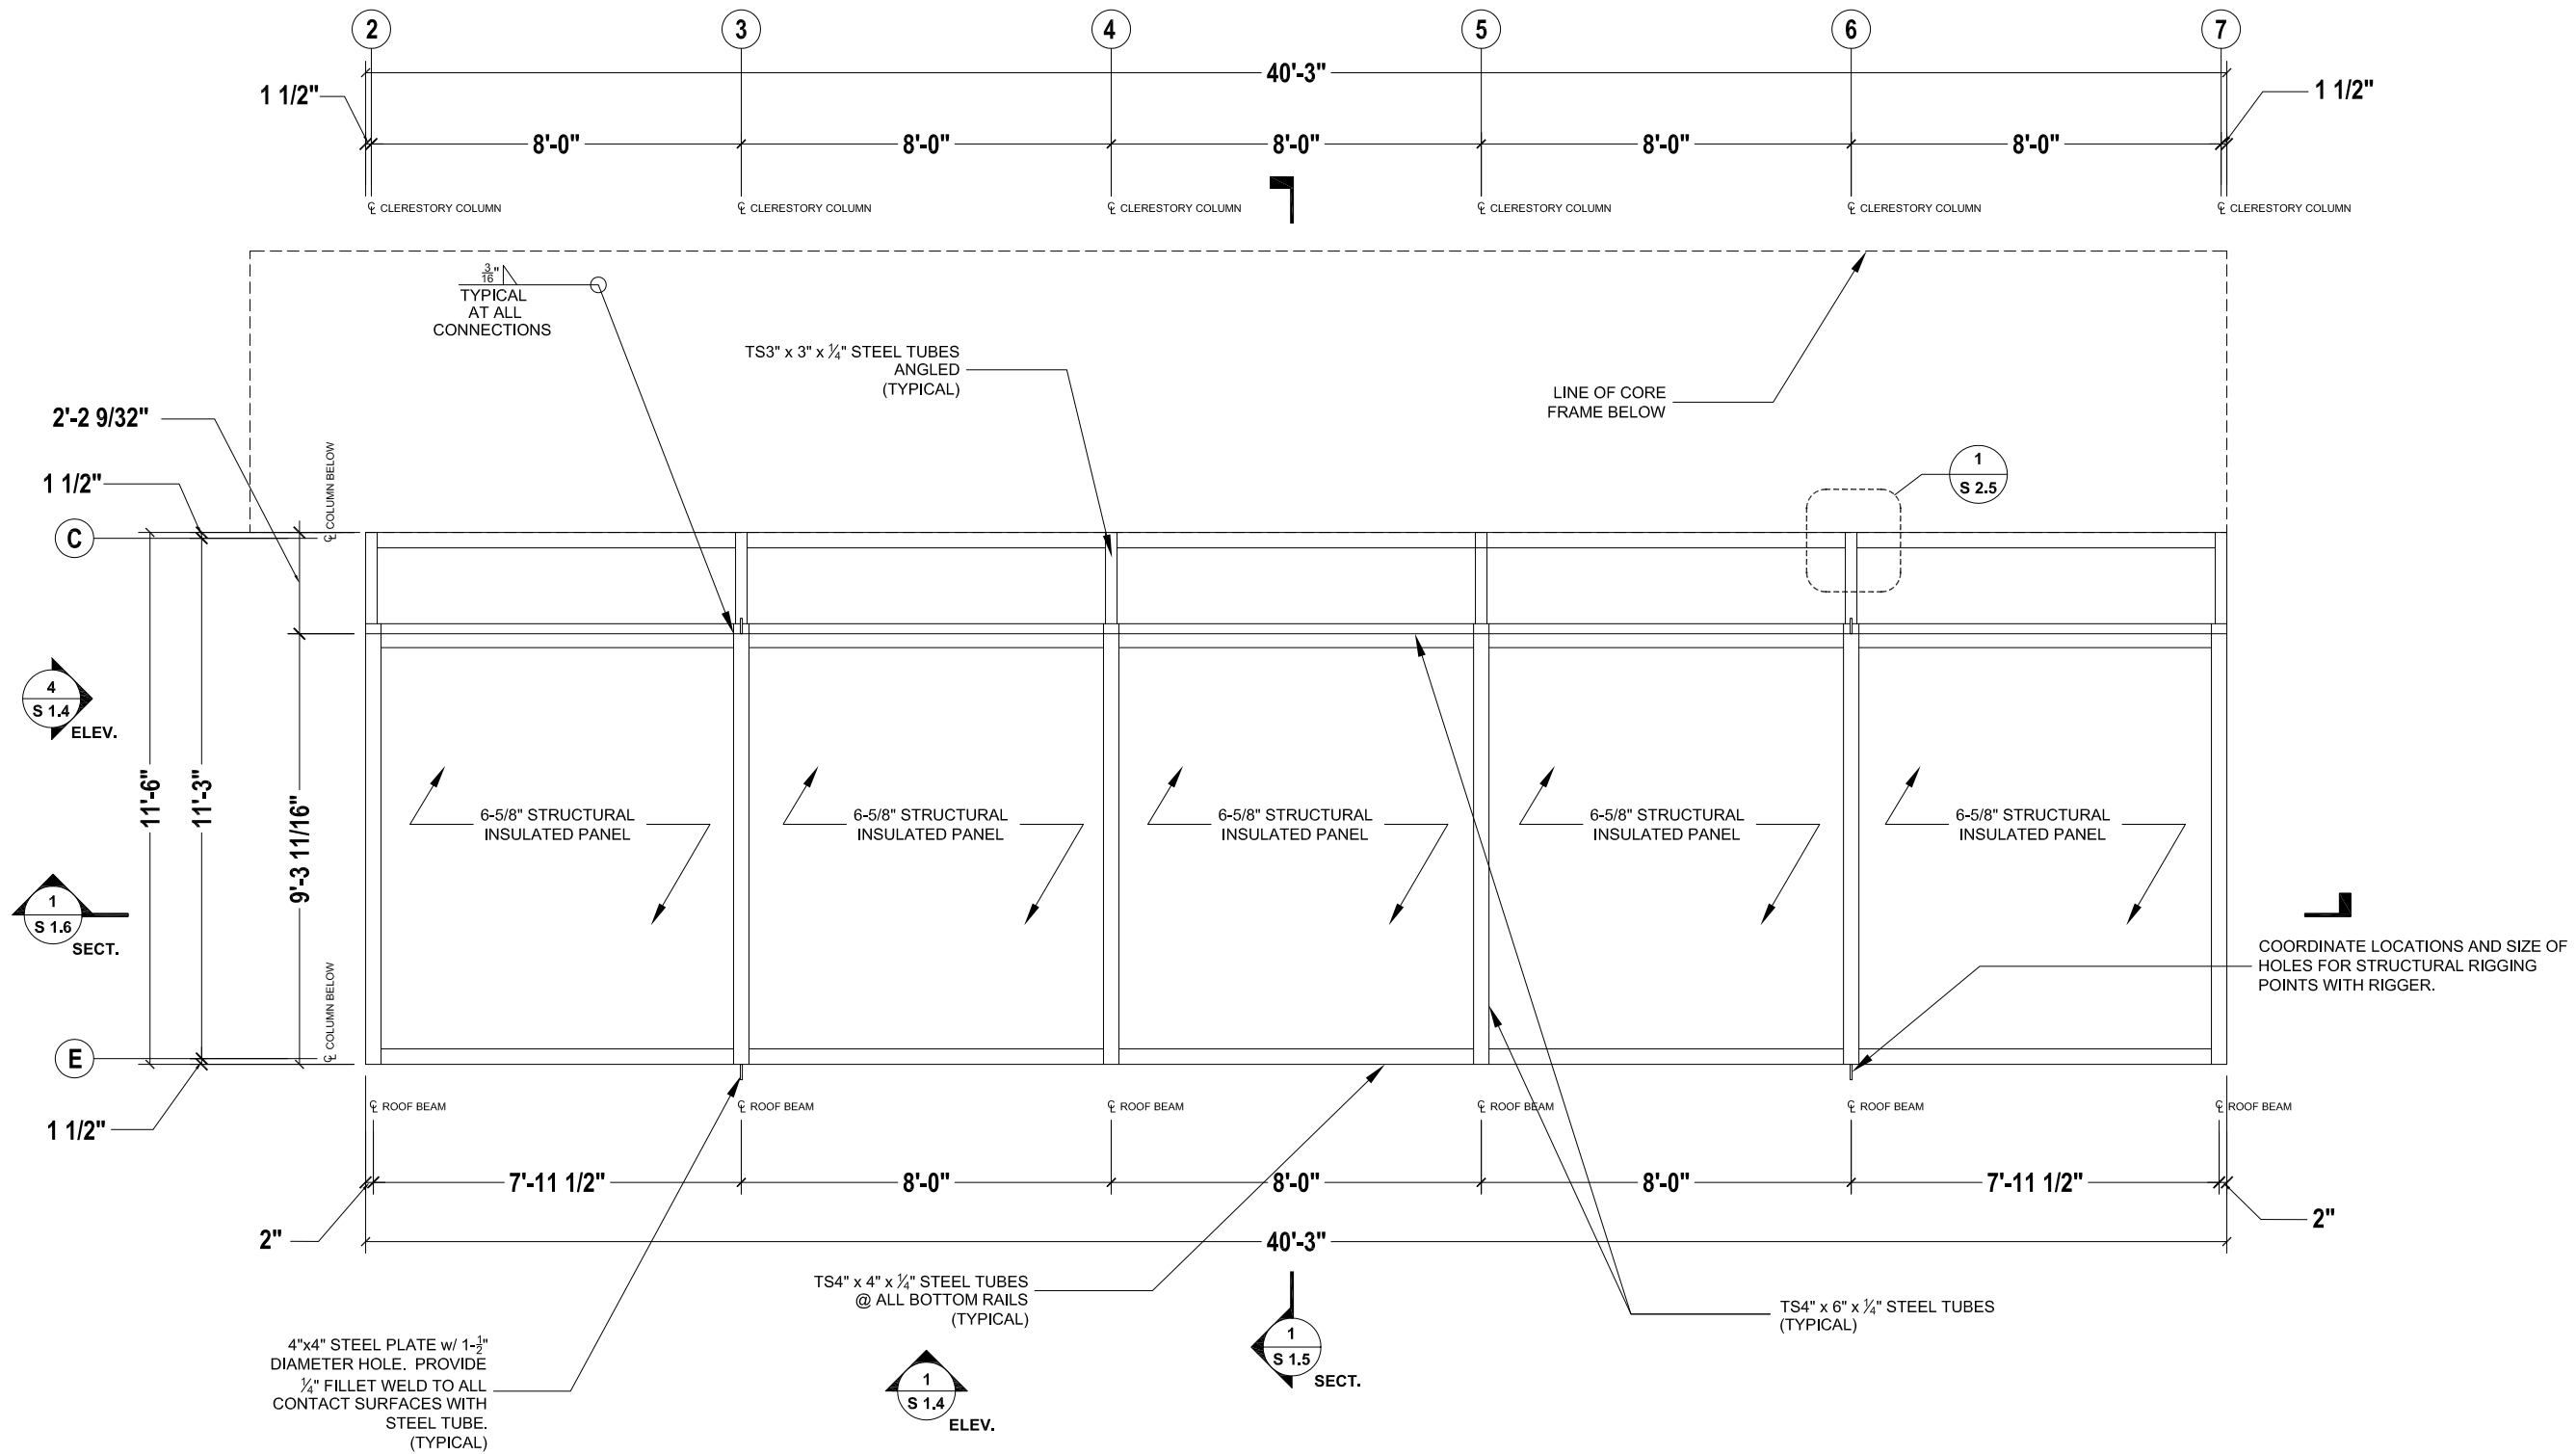 2 3 4 5 6 7
40'-3"
1 1/2" 1 1/2"
8'-0" 8'-0" 8'-0" 8'-0" 8'-0"
℄ CLERESTORY COLUMN ℄ CLERESTORY COLUMN ℄ CLERESTORY COLUMN ℄ CLERESTORY COLUMN ℄ CLERESTORY COLUMN ℄ CLERESTORY COLUMN
3/16"
TYPICAL
AT ALL
CONNECTIONS
TS3" x 3" x 1/4" STEEL TUBES
ANGLED
(TYPICAL)
LINE OF CORE
FRAME BELOW
2'-2 9/32"
1 1/2"
℄ COLUMN BELOW
1
S 2.5
C
4
S 1.4
ELEV.
11'-6"
11'-3"
9'-3 11/16"
6-5/8" STRUCTURAL
INSULATED PANEL
6-5/8" STRUCTURAL
INSULATED PANEL
6-5/8" STRUCTURAL
INSULATED PANEL
6-5/8" STRUCTURAL
INSULATED PANEL
6-5/8" STRUCTURAL
INSULATED PANEL
1
S 1.6
SECT.
COORDINATE LOCATIONS AND SIZE OF
HOLES FOR STRUCTURAL RIGGING
POINTS WITH RIGGER.
℄ COLUMN BELOW
E
1 1/2"
℄ ROOF BEAM ℄ ROOF BEAM ℄ ROOF BEAM ℄ ROOF BEAM ℄ ROOF BEAM ℄ ROOF BEAM
7'-11 1/2" 8'-0" 8'-0" 8'-0" 7'-11 1/2"
2" 2"
40'-3"
TS4" x 4" x 1/4" STEEL TUBES
@ ALL BOTTOM RAILS
(TYPICAL)
TS4" x 6" x 1/4" STEEL TUBES
(TYPICAL)
4"x4" STEEL PLATE w/ 1-1/2"
DIAMETER HOLE. PROVIDE
1/4" FILLET WELD TO ALL
CONTACT SURFACES WITH
STEEL TUBE.
(TYPICAL)
1
S 1.4
ELEV.
1
S 1.5
SECT.